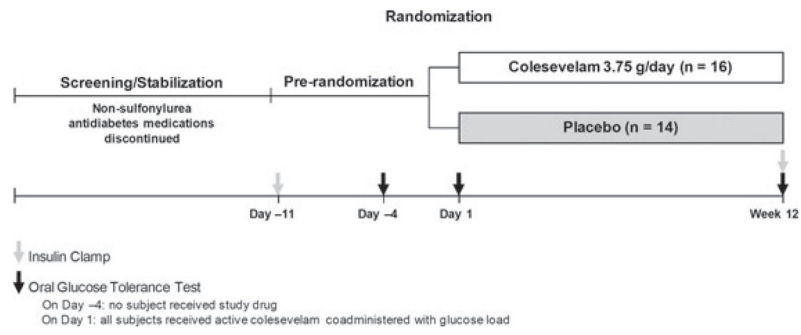 Randomization
Colesevelam 3.75 g/day (n = 16)
Screening/Stabilization
Pre-randomization
Non-sulfonylurea
antidiabetes medications
discontinued
Placebo (n = 14)
Day –11
Day –4
Day 1
Week 12
Insulin Clamp
Oral Glucose Tolerance Test
On Day –4: no subject received study drug
On Day 1: all subjects received active colesevelam coadministered with glucose load